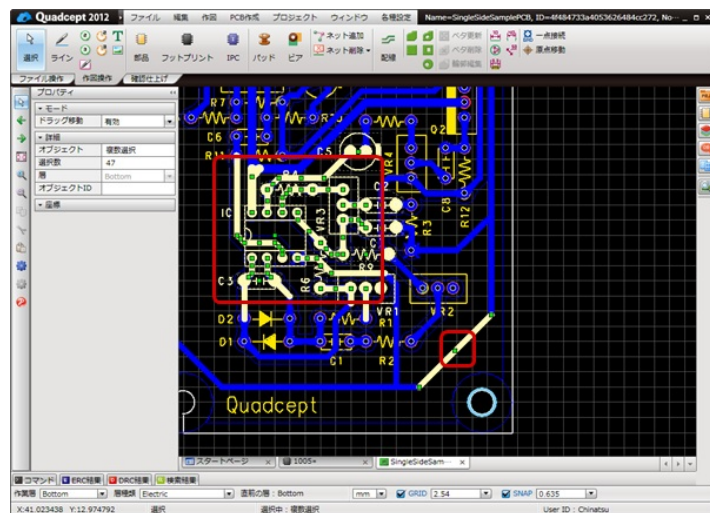 Quadcept 2012 ファイル 編集 作図 PCB作成 プロジェクト ウィンドウ 各種設定 Name=SingleSideSamplePCB, ID=4f484733a4053626484cc272, No…
選択 ライン 部品 フットプリント IPC パッド ビア ネット追加 ネット削除 配線 ベタ更新 ベタ削除 輪郭編集 一点接続 原点移動
ファイル操作 作図操作 確認仕上げ
プロパティ
モード
ドラッグ移動 有効
詳細
オブジェクト 複数選択
選択数 47
層 Bottom
オブジェクトID
座標
R7
C6
R11
C5
Q2
VR4
C2
C8
R12
R3
IC
VR3
R9
R6
C3
VR1
VR2
D2
R1
D1
C1
R2
Quadcept
スタートページ x 1005* x SingleSideSam… x
コマンド ERC結果 DRC結果 検索結果
作業層 Bottom 層種類 Electric 直前の層 : Bottom mm GRID 2.54 SNAP 0.635
X:41.023438 Y:12.974792 選択 選択中 : 複数選択 User ID : Chinatsu